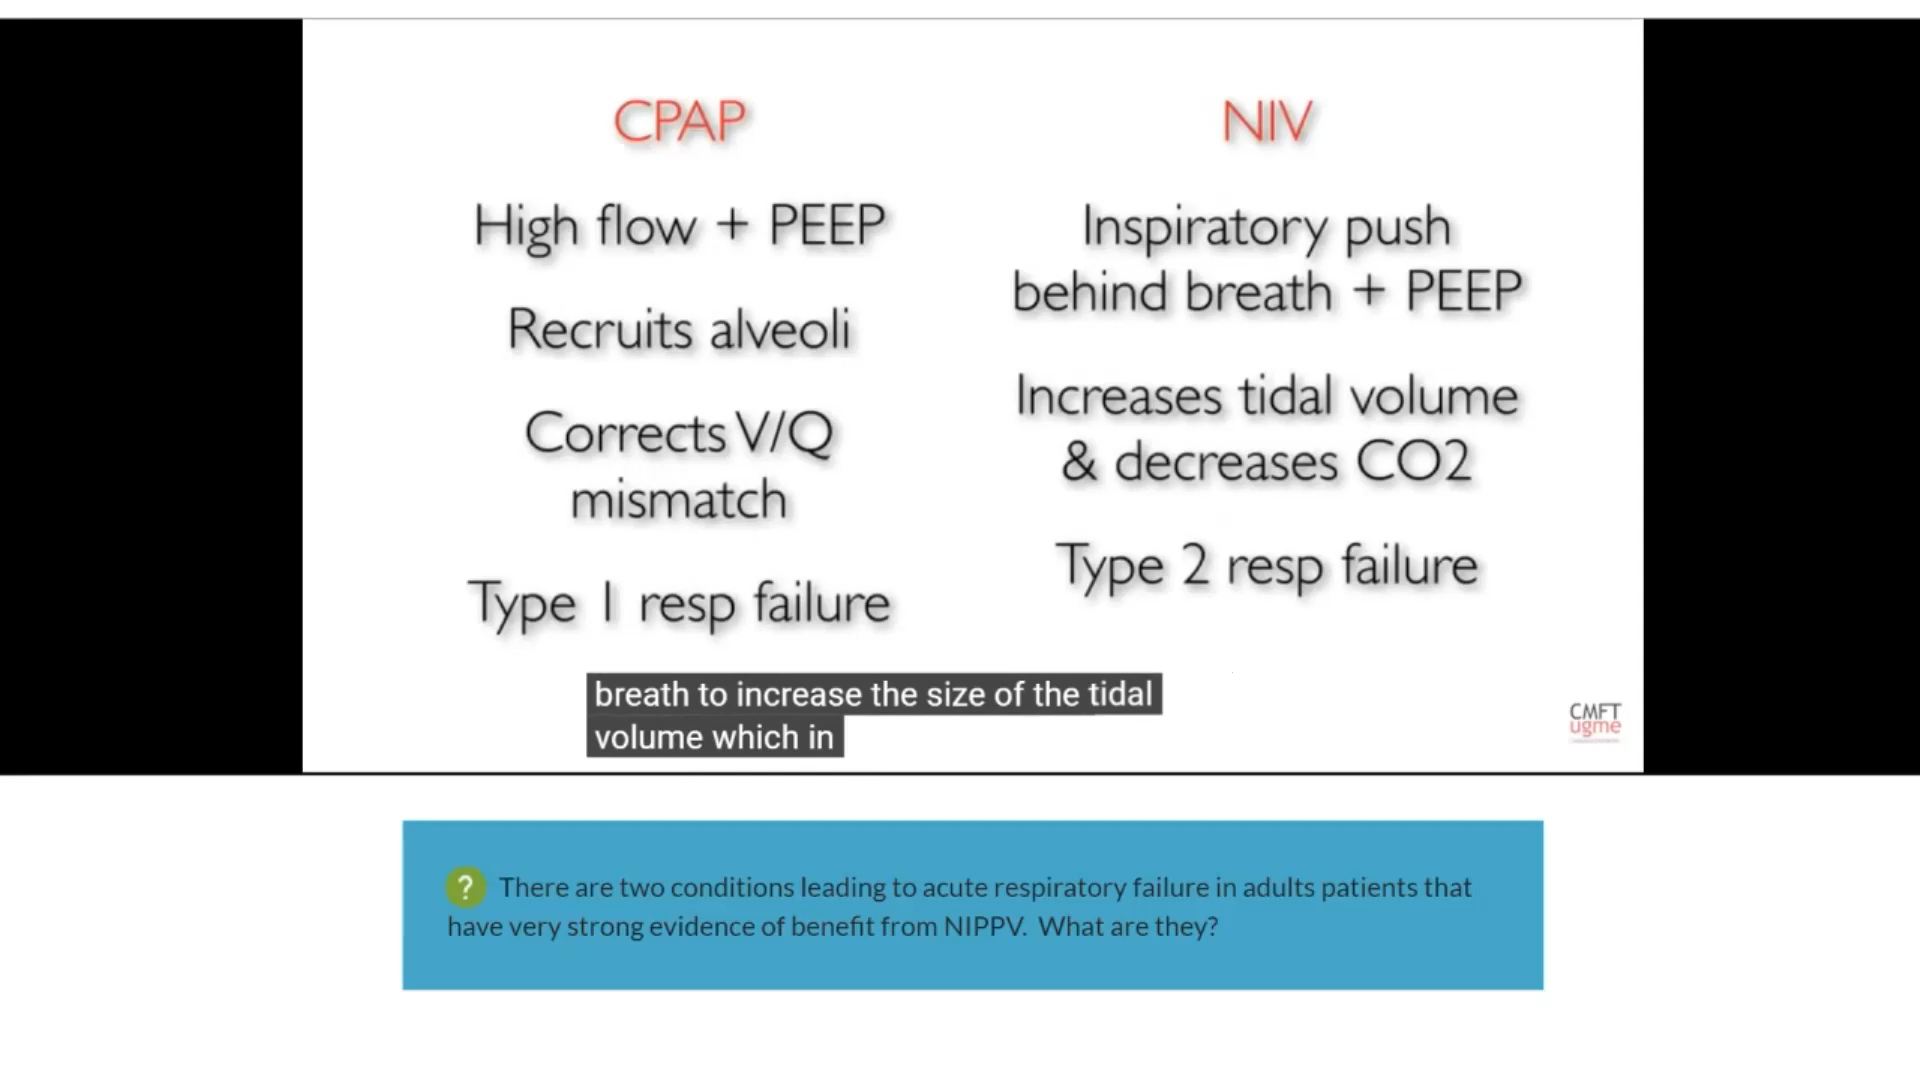 CPAP
High flow + PEEP
Recruits alveoli
Corrects V/Q
mismatch
Type 1 resp failure
NIV
Inspiratory push
behind breath + PEEP
Increases tidal volume
& decreases CO2
Type 2 resp failure
breath to increase the size of the tidal
volume which in
CMFT
ugme
? There are two conditions leading to acute respiratory failure in adults patients that
have very strong evidence of benefit from NIPPV. What are they?